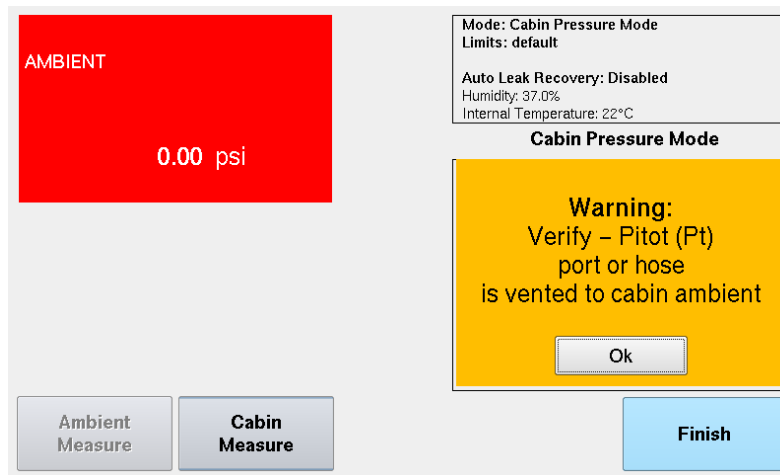 AMBIENT
0.00 psi
Mode: Cabin Pressure Mode
Limits: default
Auto Leak Recovery: Disabled
Humidity: 37.0%
Internal Temperature: 22°C
Cabin Pressure Mode
Warning:
Verify – Pitot (Pt)
port or hose
is vented to cabin ambient
Ok
Ambient
Measure
Cabin
Measure
Finish